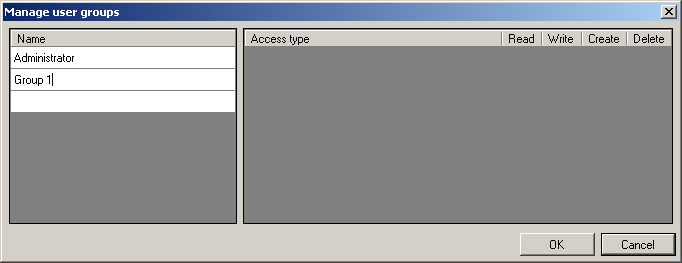 Manage user groups
Name
Access type Read Write Create Delete
Administrator
Group 1
OK Cancel